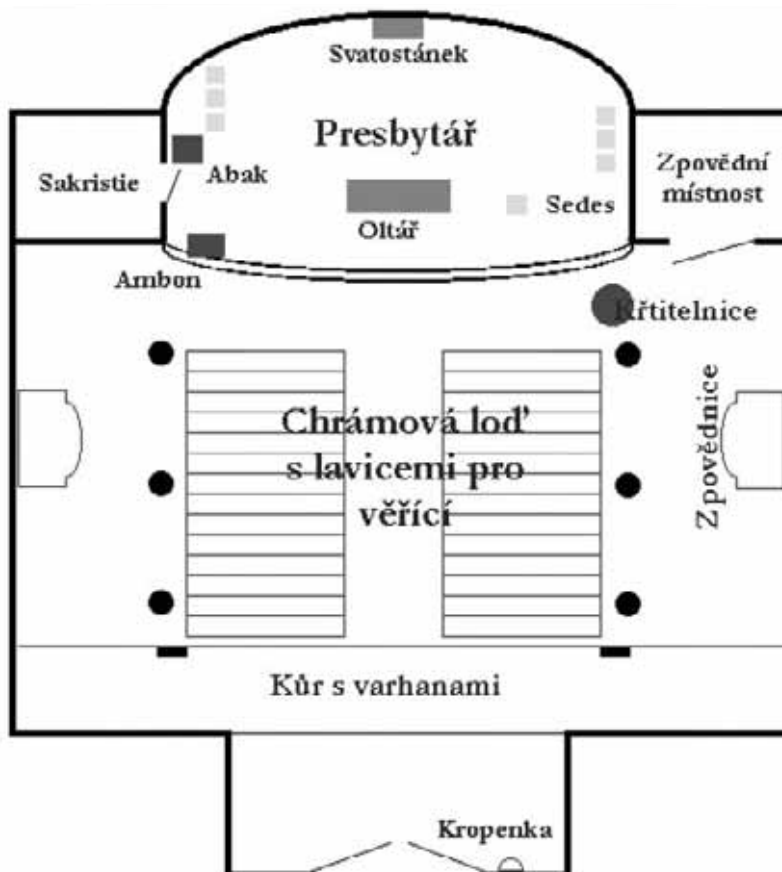 Svatostánek
Presbytář
Sakristie
Abak
Zpovědní
místnost
Sedes
Oltář
Ambon
Křtitelnice
Chrámová loď
s lavicemi pro
věřící
Zpovědnice
Kůr s varhanami
Kropenka